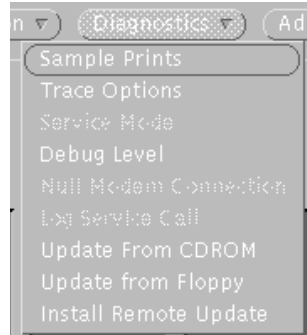 n Diagnostics Ad
Sample Prints
Trace Options
Service Mode
Debug Level
Null Modem Connection
Log Service Call
Update From CDROM
Update from Floppy
Install Remote Update